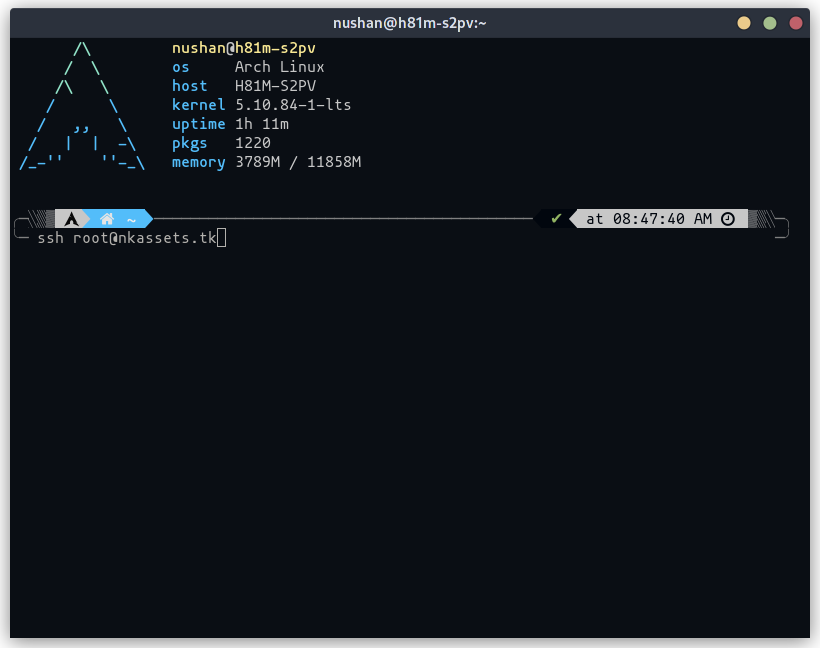 nushan@h81m-s2pv:~
nushan@h81m-s2pv
os Arch Linux
host H81M-S2PV
kernel 5.10.84-1-lts
uptime 1h 11m
pkgs 1220
memory 3789M / 11858M
~ ✔ at 08:47:40 AM
ssh root@nkassets.tk